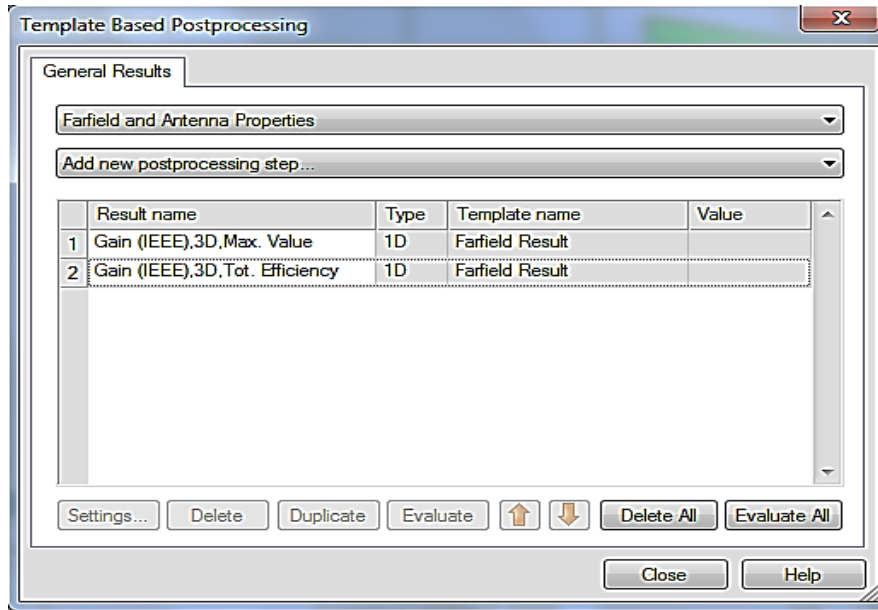 Template Based Postprocessing
General Results
Farfield and Antenna Properties
Add new postprocessing step...
Result name Type Template name Value
1 Gain (IEEE),3D,Max. Value 1D Farfield Result
2 Gain (IEEE),3D,Tot. Efficiency 1D Farfield Result
Settings... Delete Duplicate Evaluate Delete All Evaluate All
Close Help